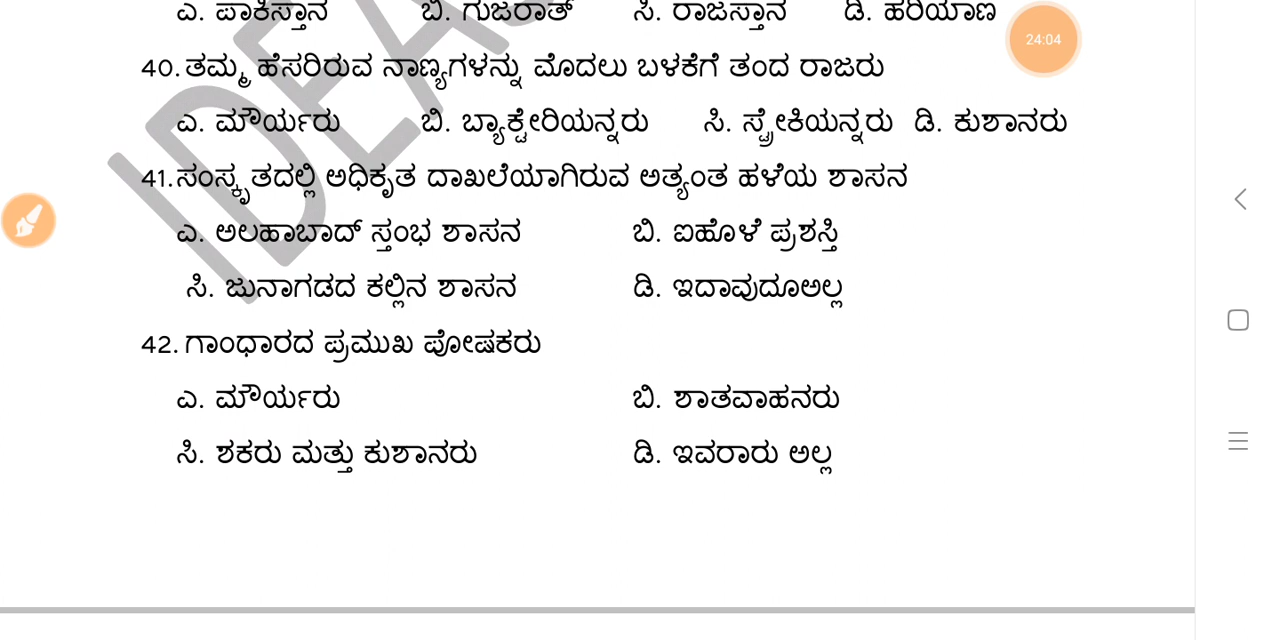 ಎ. ಪಾಕಿಸ್ತಾನ ಬಿ. ಗುಜರಾತ್ ಸಿ. ರಾಜಸ್ತಾನ ಡಿ. ಹರಿಯಾಣ
24:04
40. ತಮ್ಮ ಹೆಸರಿರುವ ನಾಣ್ಯಗಳನ್ನು ಮೊದಲು ಬಳಕೆಗೆ ತಂದ ರಾಜರು
ಎ. ಮೌರ್ಯರು ಬಿ. ಬ್ಯಾಕ್ಟೇರಿಯನ್ನರು ಸಿ. ಸ್ಟ್ರೇಕಿಯನ್ನರು ಡಿ. ಕುಶಾನರು
41. ಸಂಸ್ಕೃತದಲ್ಲಿ ಅಧಿಕೃತ ದಾಖಲೆಯಾಗಿರುವ ಅತ್ಯಂತ ಹಳೆಯ ಶಾಸನ
ಎ. ಅಲಹಾಬಾದ್ ಸ್ತಂಭ ಶಾಸನ ಬಿ. ಐಹೊಳೆ ಪ್ರಶಸ್ತಿ
ಸಿ. ಜುನಾಗಡದ ಕಲ್ಲಿನ ಶಾಸನ ಡಿ. ಇದಾವುದೂಅಲ್ಲ
42. ಗಾಂಧಾರದ ಪ್ರಮುಖ ಪೋಷಕರು
ಎ. ಮೌರ್ಯರು ಬಿ. ಶಾತವಾಹನರು
ಸಿ. ಶಕರು ಮತ್ತು ಕುಶಾನರು ಡಿ. ಇವರಾರು ಅಲ್ಲ